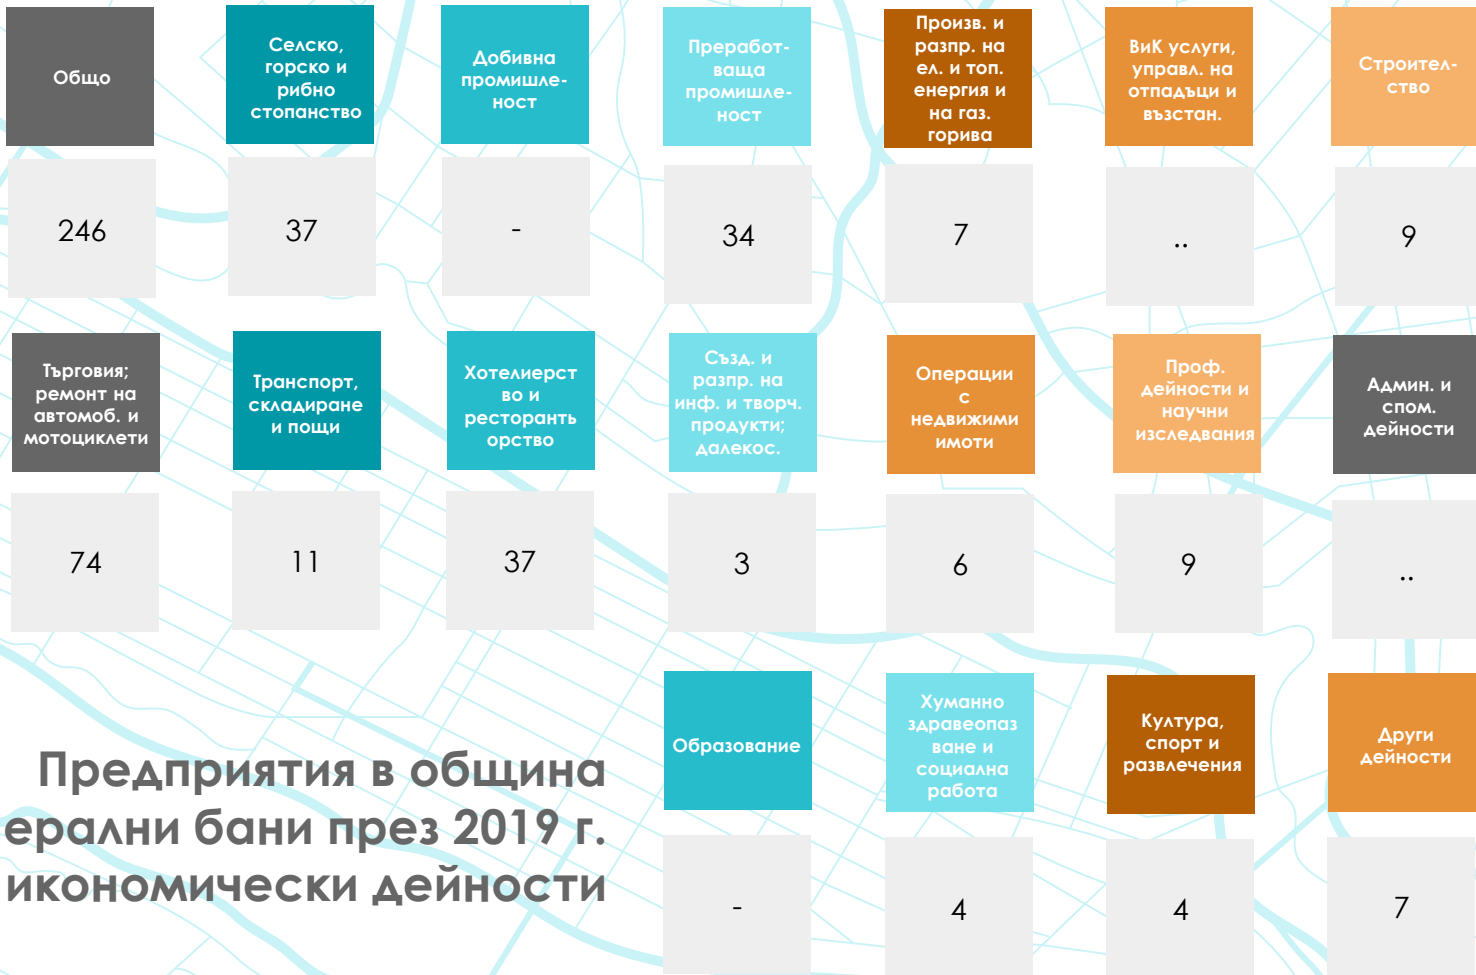 Общо
Селско,
горско и
рибно
стопанство
Добивна
промишле-
ност
Преработ-
ваща
промишле-
ност
Произв. и
разпр. на
ел. и топ.
енергия и
на газ.
горива
ВиК услуги,
управл. на
отпадъци и
възстан.
Строител-
ство
246
37
-
34
7
..
9
Търговия;
ремонт на
автомоб. и
мотоциклети
Транспорт,
складиране
и пощи
Хотелиерст
во и
ресторанть
орство
Създ. и
разпр. на
инф. и творч.
продукти;
далекос.
Операции
с
недвижими
имоти
Проф.
дейности и
научни
изследвания
Админ. и
спом.
дейности
74
11
37
3
6
9
..
Образование
Хуманно
здравеопаз
ване и
социална
работа
Култура,
спорт и
развлечения
Други
дейности
-
4
4
7
Предприятия в община
ерални бани през 2019 г.
икономически дейности